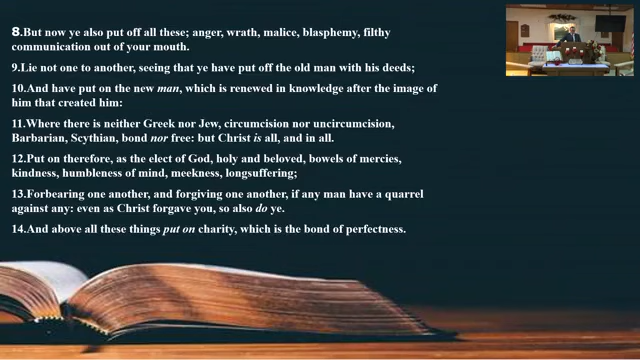 8.But now ye also put off all these; anger, wrath, malice, blasphemy, filthy
communication out of your mouth.
9.Lie not one to another, seeing that ye have put off the old man with his deeds;
10.And have put on the new man, which is renewed in knowledge after the image of
him that created him:
11.Where there is neither Greek nor Jew, circumcision nor uncircumcision,
Barbarian, Scythian, bond nor free: but Christ is all, and in all.
12.Put on therefore, as the elect of God, holy and beloved, bowels of mercies,
kindness, humbleness of mind, meekness, longsuffering;
13.Forbearing one another, and forgiving one another, if any man have a quarrel
against any: even as Christ forgave you, so also do ye.
14.And above all these things put on charity, which is the bond of perfectness.